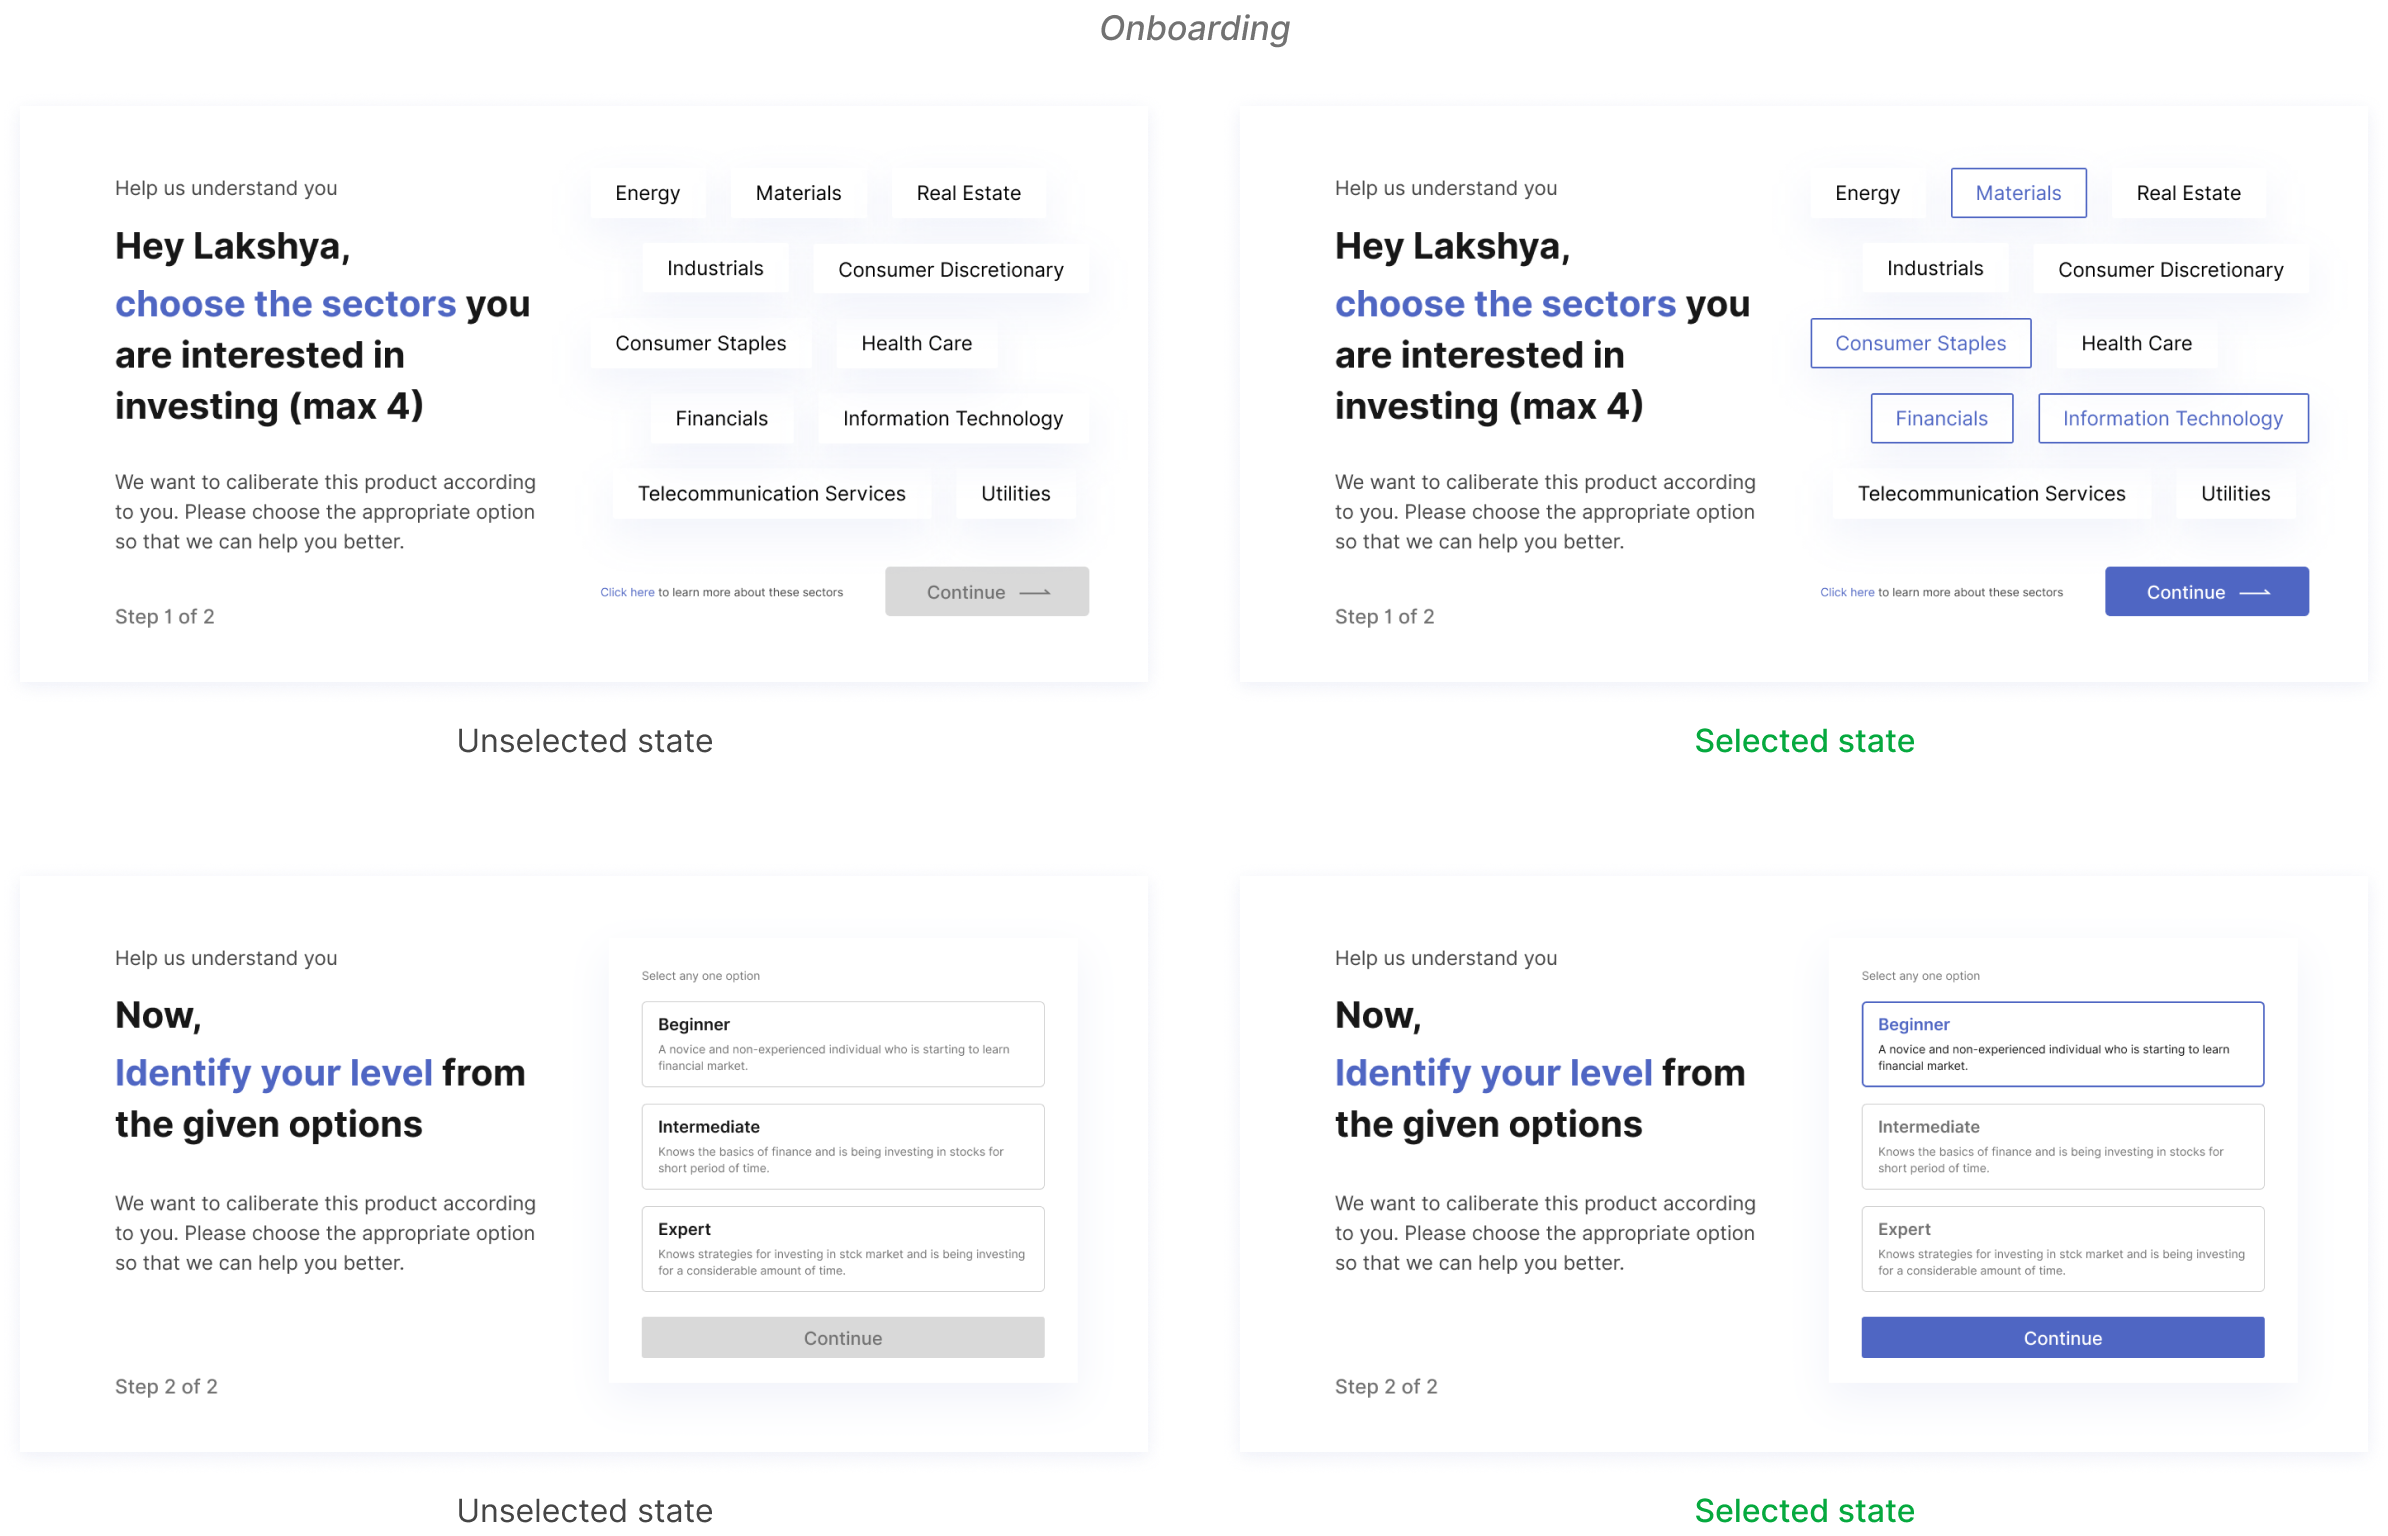 Onboarding
Help us understand you
Hey Lakshya,
choose the sectors you
are interested in
investing (max 4)
We want to caliberate this product according
to you. Please choose the appropriate option
so that we can help you better.
Step 1 of 2
Energy
Materials
Real Estate
Industrials
Consumer Discretionary
Consumer Staples
Health Care
Financials
Information Technology
Telecommunication Services
Utilities
Click here to learn more about these sectors
Continue
Unselected state
Help us understand you
Hey Lakshya,
choose the sectors you
are interested in
investing (max 4)
We want to caliberate this product according
to you. Please choose the appropriate option
so that we can help you better.
Step 1 of 2
Energy
Materials
Real Estate
Industrials
Consumer Discretionary
Consumer Staples
Health Care
Financials
Information Technology
Telecommunication Services
Utilities
Click here to learn more about these sectors
Continue
Selected state
Help us understand you
Now,
Identify your level from
the given options
We want to caliberate this product according
to you. Please choose the appropriate option
so that we can help you better.
Step 2 of 2
Select any one option
Beginner
A novice and non-experienced individual who is starting to learn
financial market.
Intermediate
Knows the basics of finance and is being investing in stocks for
short period of time.
Expert
Knows strategies for investing in stck market and is being investing
for a considerable amount of time.
Continue
Unselected state
Help us understand you
Now,
Identify your level from
the given options
We want to caliberate this product according
to you. Please choose the appropriate option
so that we can help you better.
Step 2 of 2
Select any one option
Beginner
A novice and non-experienced individual who is starting to learn
financial market.
Intermediate
Knows the basics of finance and is being investing in stocks for
short period of time.
Expert
Knows strategies for investing in stck market and is being investing
for a considerable amount of time.
Continue
Selected state